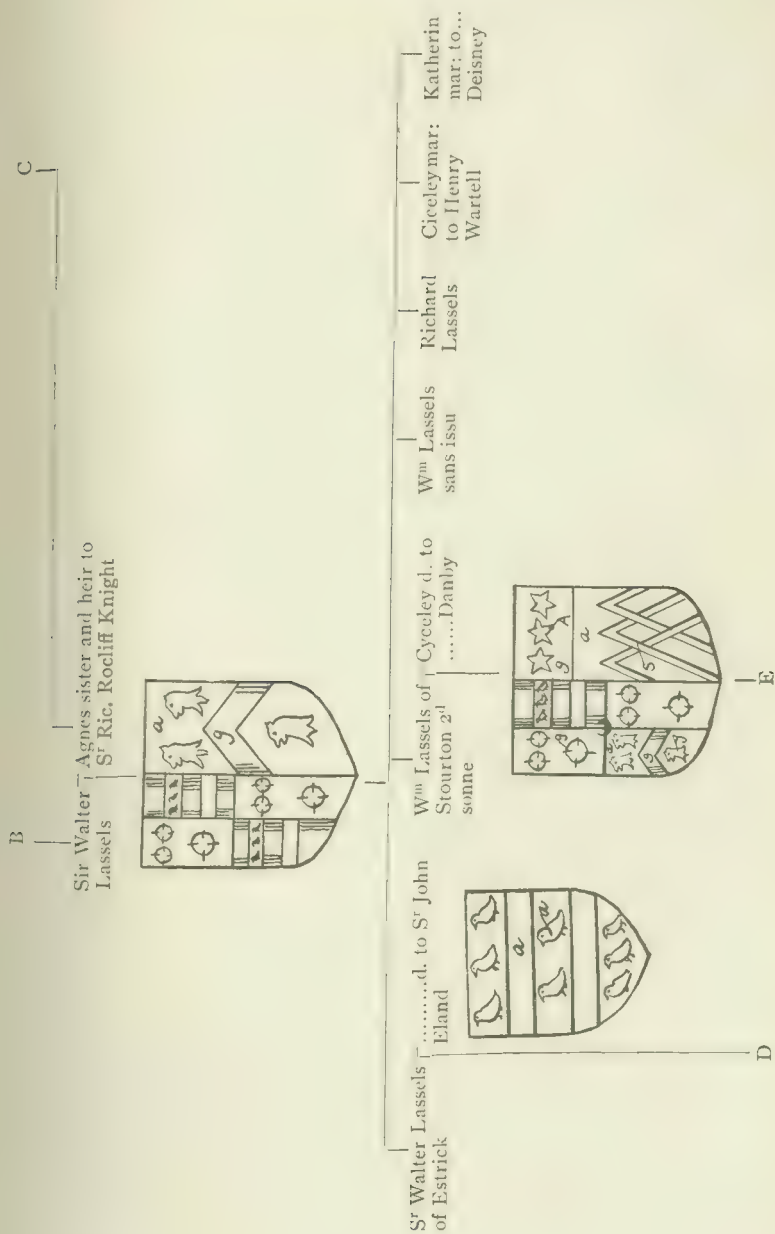 B
C
Sir Walter
Lassels
Agnes sister and heir to
Sr Ric. Rocliff Knight
a
g
Sr Walter Lassels
of Estrick
.........d. to Sr John
Eland
Wm Lassels of
Stourton 2d
sonne
Cyceley d. to
......Danby
Wm Lassels
sans issu
Richard
Lassels
Ciceley mar:
to Henry
Wartell
Katherin
mar: to...
Deisney
a
a
g
g
g
A
a
s
D
E